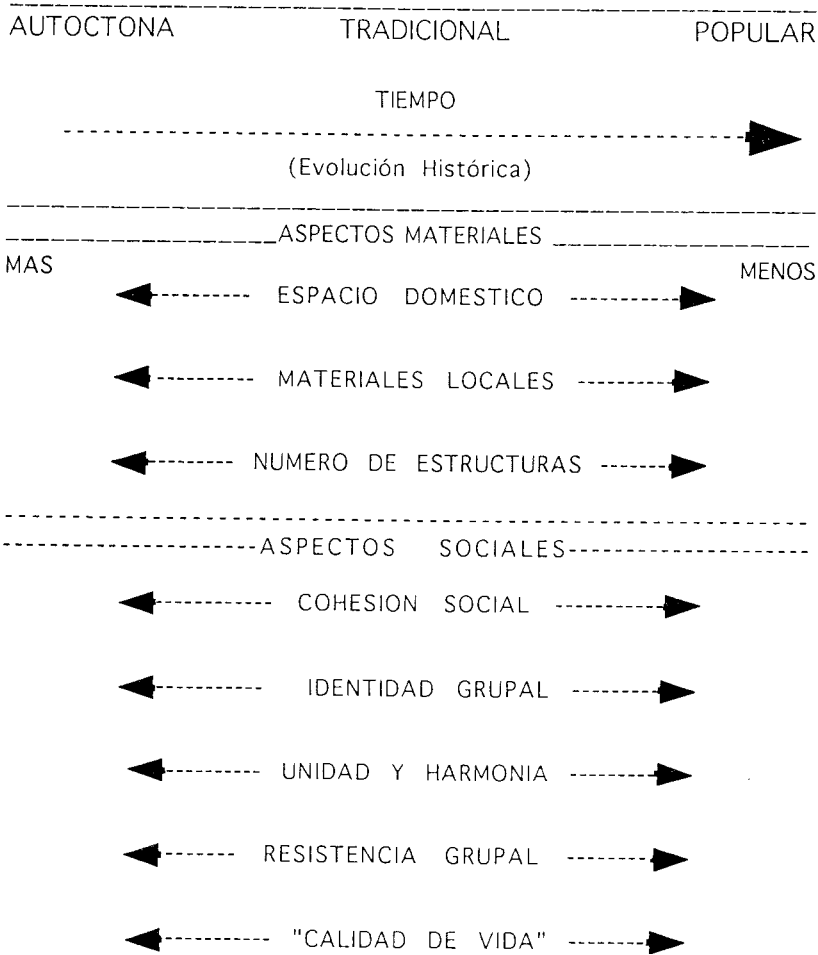 AUTOCTONA TRADICIONAL POPULAR
TIEMPO
(Evolución Histórica)
ASPECTOS MATERIALES
MAS MENOS
ESPACIO DOMESTICO
MATERIALES LOCALES
NUMERO DE ESTRUCTURAS
ASPECTOS SOCIALES
COHESION SOCIAL
IDENTIDAD GRUPAL
UNIDAD Y HARMONIA
RESISTENCIA GRUPAL
"CALIDAD DE VIDA"